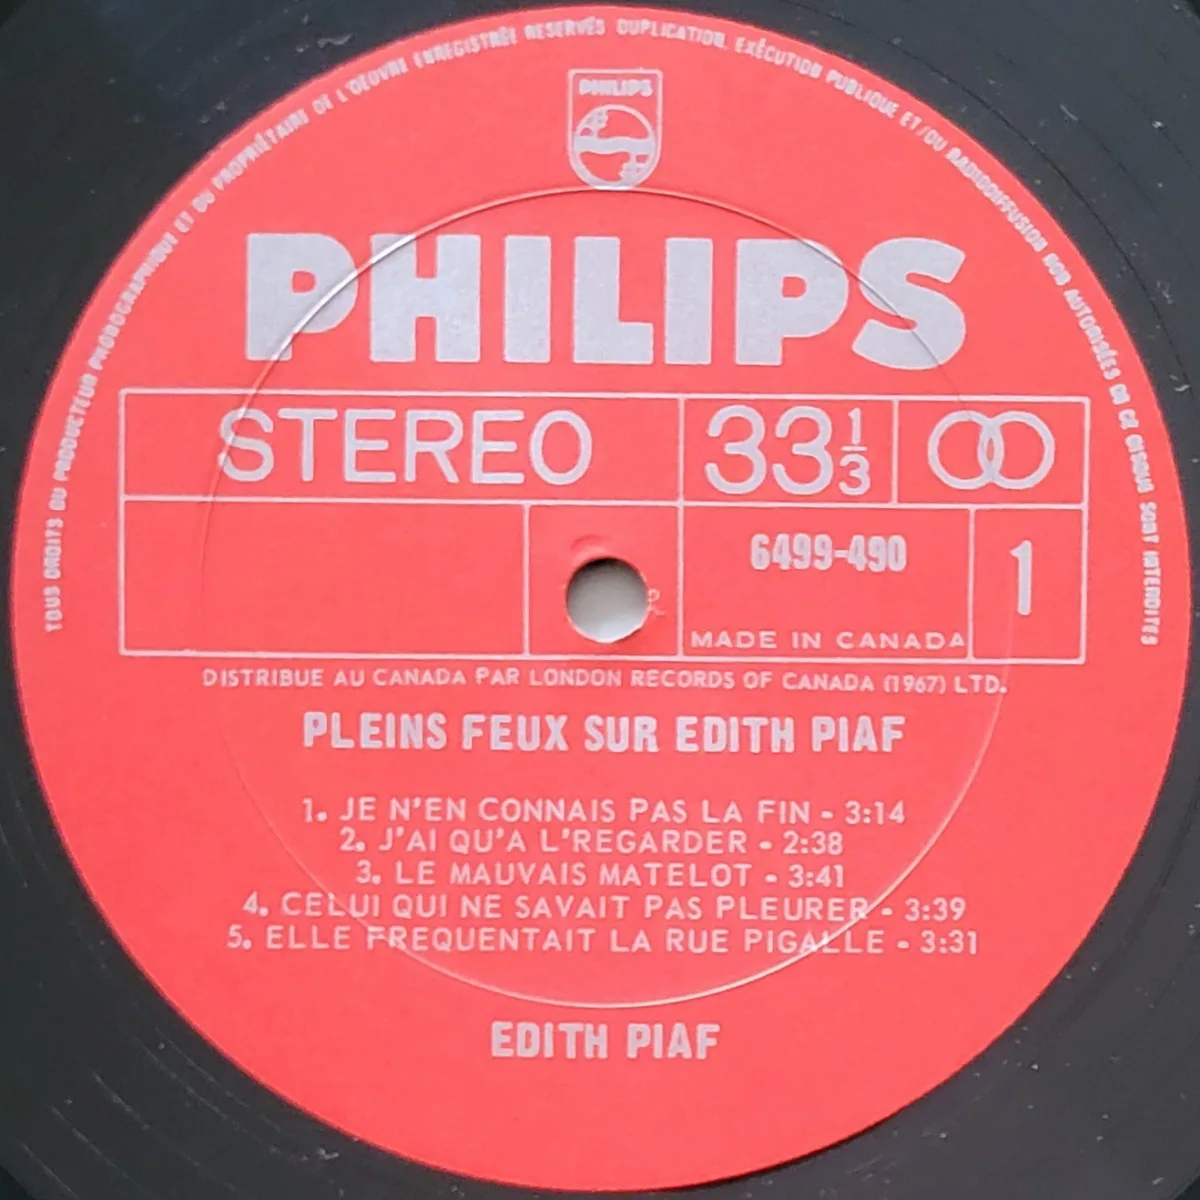 TOUS DROITS DU PRODUCTEUR PHONOGRAPHIQUE ET DU PROPRIÉTAIRE DE L'OEUVRE ENREGISTRÉE RESERVÉS DUPLICATION, EXÉCUTION PUBLIQUE ET/OU RADIODIFFUSION NON AUTORISÉES DE CE DISQUE SONT INTERDITES
PHILIPS
PHILIPS
STEREO 33 1/3
6499-490 1
MADE IN CANADA
DISTRIBUE AU CANADA PAR LONDON RECORDS OF CANADA (1967) LTD.
PLEINS FEUX SUR EDITH PIAF
1. JE N'EN CONNAIS PAS LA FIN - 3:14
2. J'AI QU'A L'REGARDER - 2:38
3. LE MAUVAIS MATELOT - 3:41
4. CELUI QUI NE SAVAIT PAS PLEURER - 3:39
5. ELLE FREQUENTAIT LA RUE PIGALLE - 3:31
EDITH PIAF